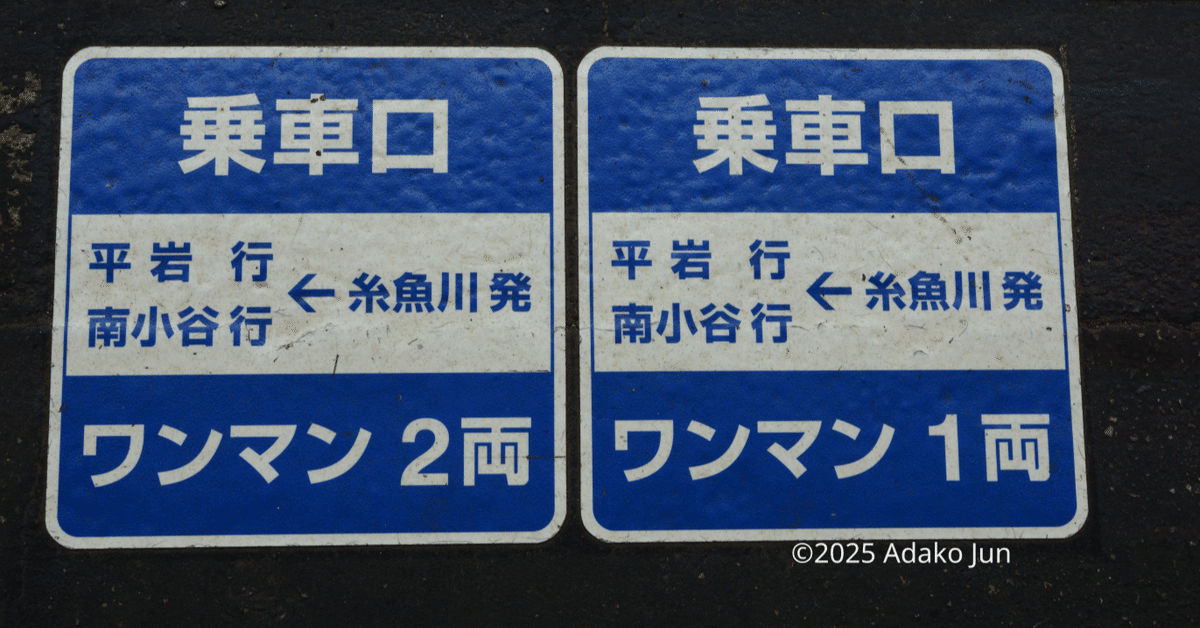 乗車口
平岩 行
南小谷行
←糸魚川発
ワンマン 2両
乗車口
平岩 行
南小谷行
←糸魚川発
ワンマン 1両
©2025 Adako Jun